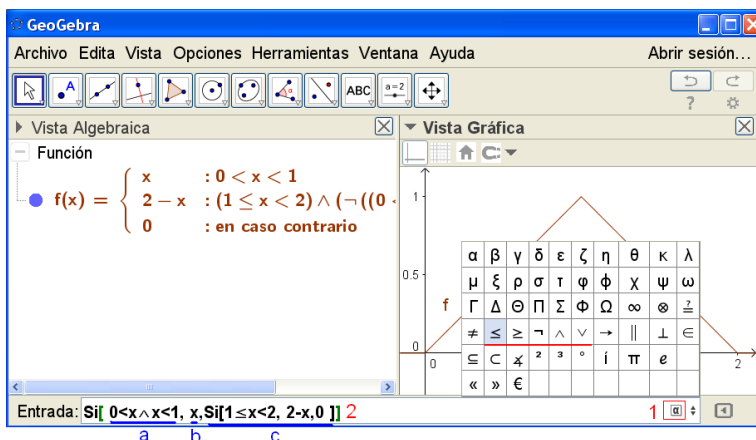 GeoGebra
Archivo Edita Vista Opciones Herramientas Ventana Ayuda Abrir sesión...
A ABC a=2 ?
Vista Algebraica
Vista Gráfica
Función
f(x) = { x : 0 < x < 1
2 − x : (1 ≤ x < 2) ∧ (¬ ((0 <
0 : en caso contrario
1
0.5
0
0
2
f
α β γ δ ε ζ η θ κ λ
μ ξ ρ σ τ φ ϕ χ ψ ω
Γ Δ Θ Π Σ Φ Ω ∞ ⊗ ≟
≠ ≤ ≥ ¬ ∧ ∨ → ∥ ⊥ ∈
⊆ ⊂ ∡ ² ³ ° í π e
« » €
Entrada: Si[ 0<x∧x<1, x,Si[1≤x<2, 2-x,0 ]] 2 1 α
a b c